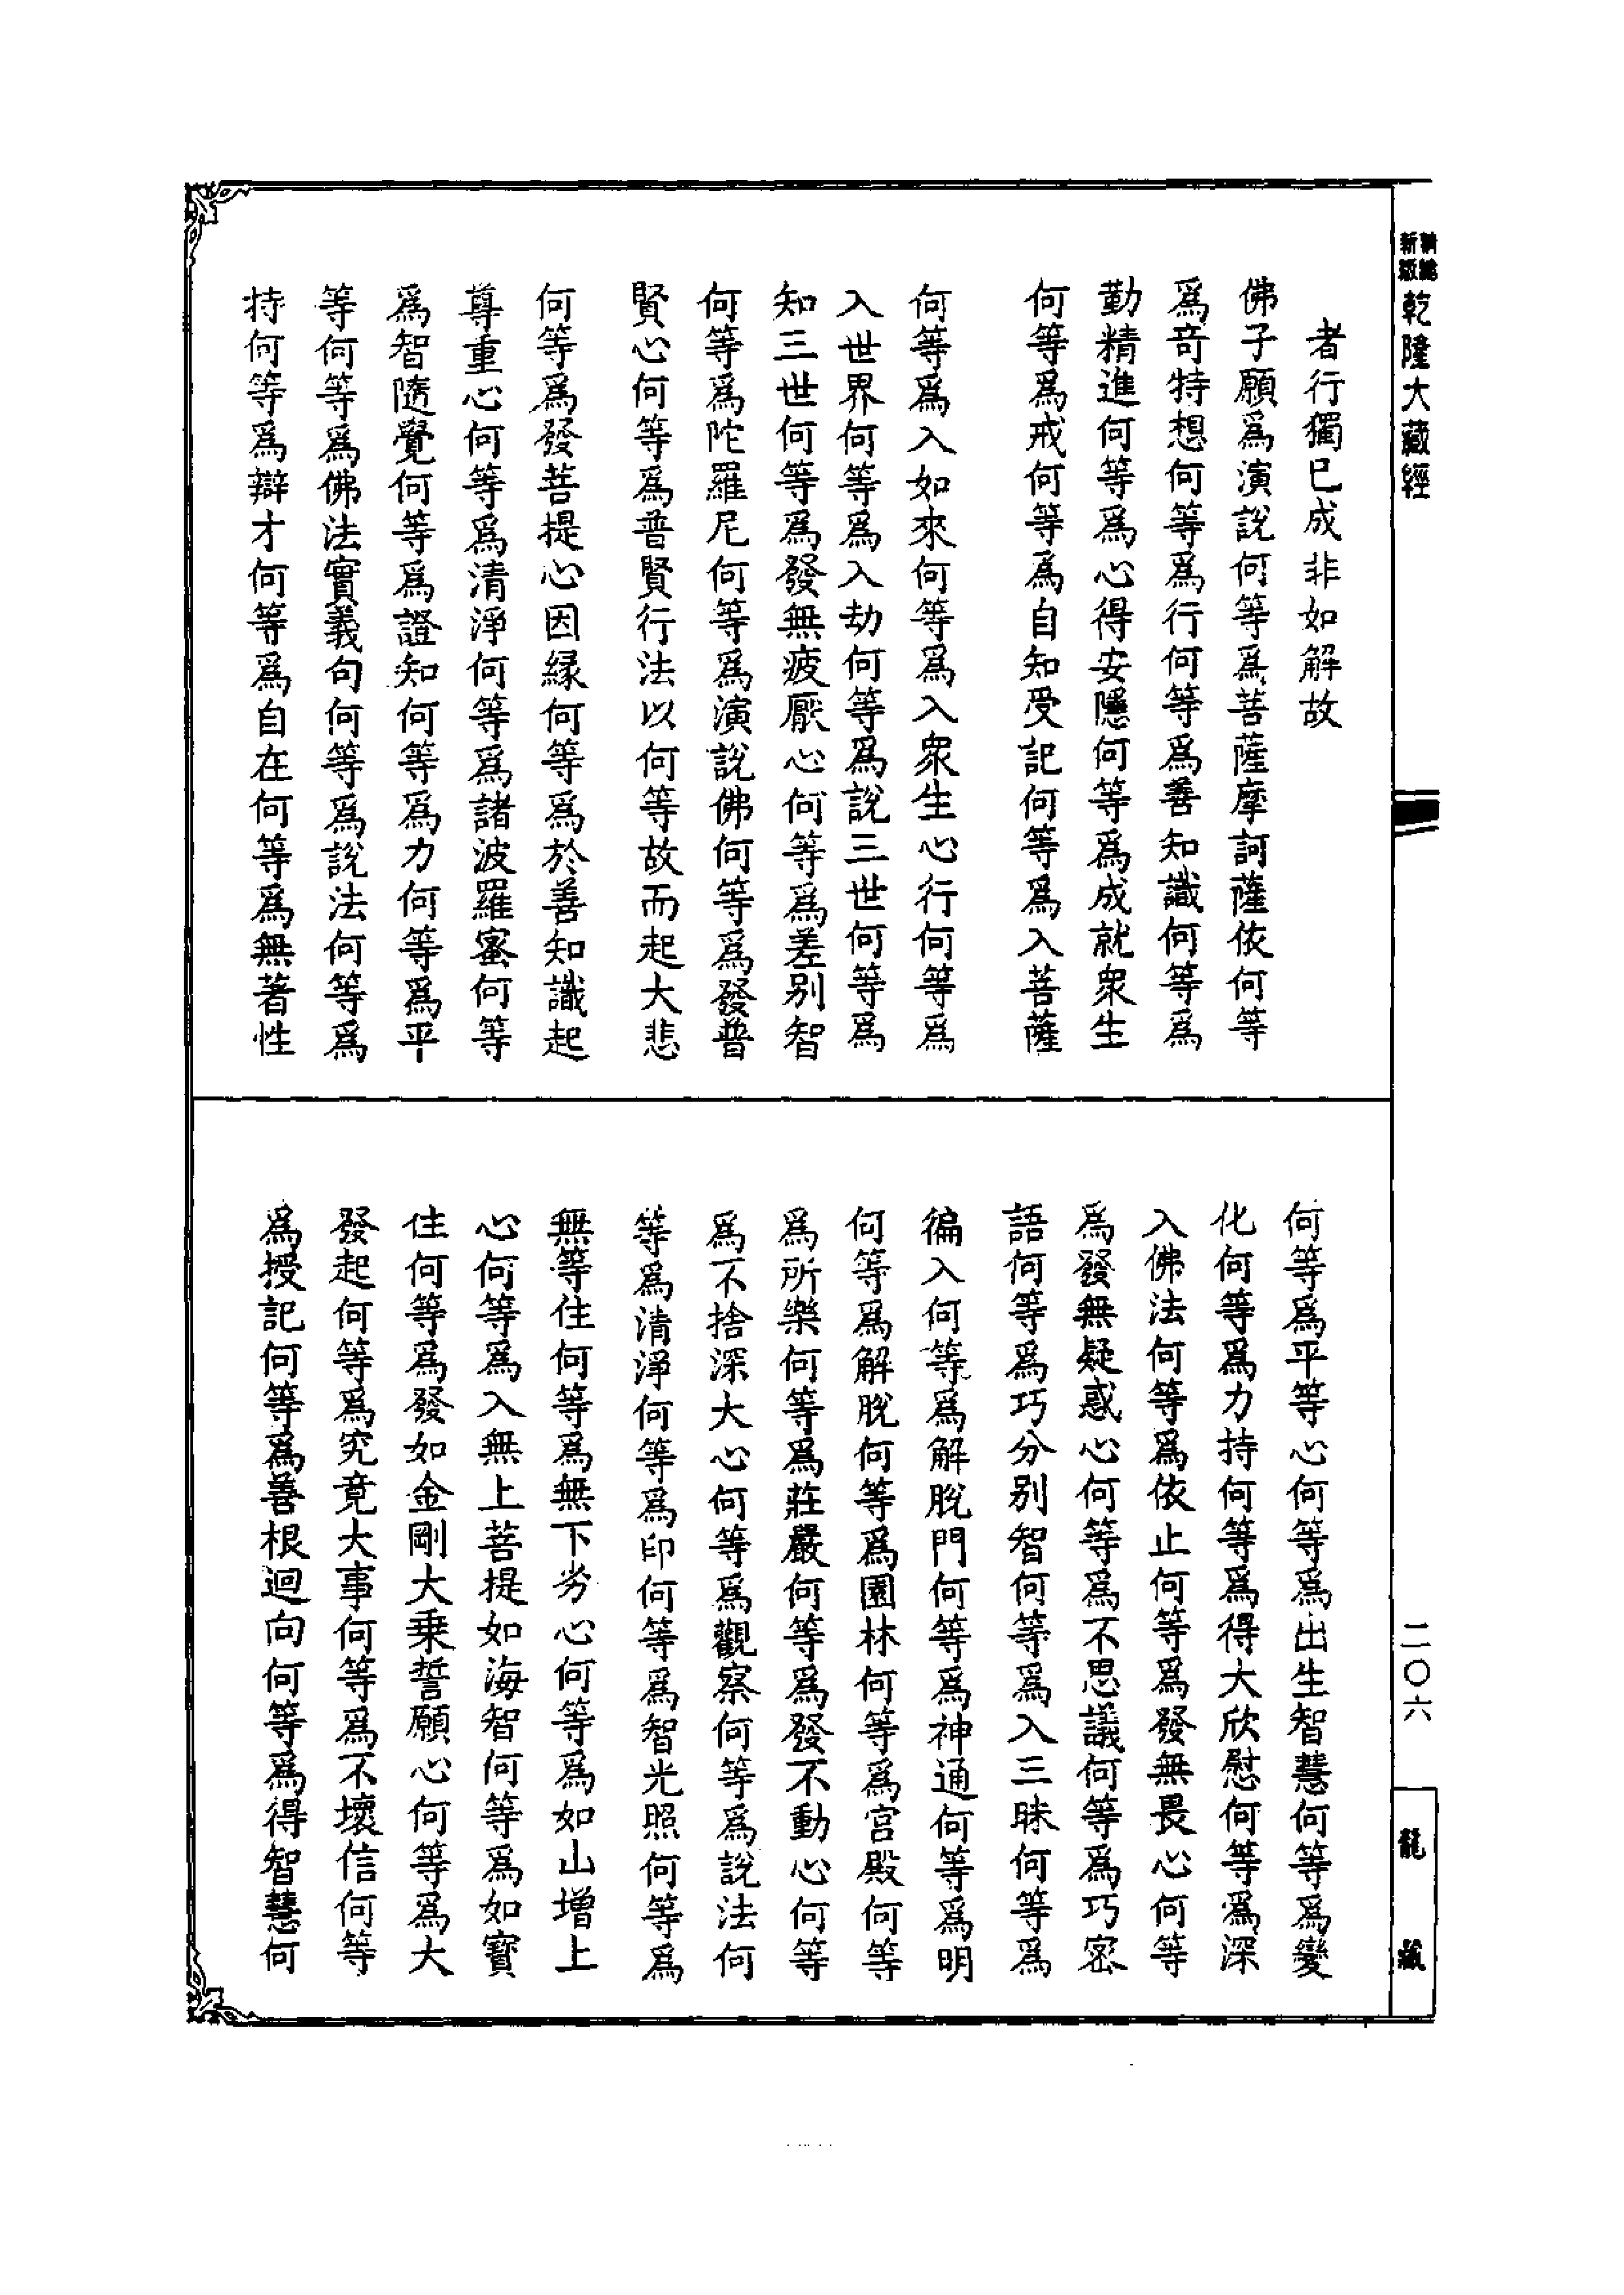 乾隆大藏經
者行獨已成非如解故
佛子願爲演說何等爲菩薩摩訶薩依何等
爲奇特想何等爲行何等爲善知識何等爲
勤精進何等爲心得安隱何等爲成就衆生
何等爲戒何等爲自知受記何等爲入菩薩
何等爲入如來何等爲入衆生心行何等爲
入世界何等爲入劫何等爲說三世何等爲
知三世何等爲發無疲厭心何等爲差别智
何等爲陀羅尼何等爲演說佛何等爲發普
賢心何等爲普賢行法以何等故而起大悲
何等爲發菩提心因緣何等爲於善知識起
尊重心何等爲清淨何等爲諸波羅蜜何等
爲智隨覺何等爲證知何等爲力何等爲平
等何等爲佛法實義句何等爲說法何等爲
持何等爲辯才何等爲自在何等爲無著性
何等爲平等心何等爲出生智慧何等爲變
化何等爲力持何等爲得大欣慰何等爲深
入佛法何等爲依止何等爲發無畏心何等
爲發無疑惑心何等爲不思議何等爲巧密
語何等爲巧分别智何等爲入三昧何等爲
徧入何等爲解脫門何等爲神通何等爲明
何等爲解脫何等爲園林何等爲宫殿何等
爲所樂何等爲莊嚴何等爲發不動心何等
爲不捨深大心何等爲觀察何等爲說法何
等爲清淨何等爲印何等爲智光照何等爲
無等住何等爲無下劣心何等爲如山增上
心何等爲入無上菩提如海智何等爲如寶
住何等爲發如金剛大乗誓願心何等爲大
發起何等爲究竟大事何等爲不壞信何等
爲授記何等爲善根迴向何等爲得智慧何
二〇六
龍藏